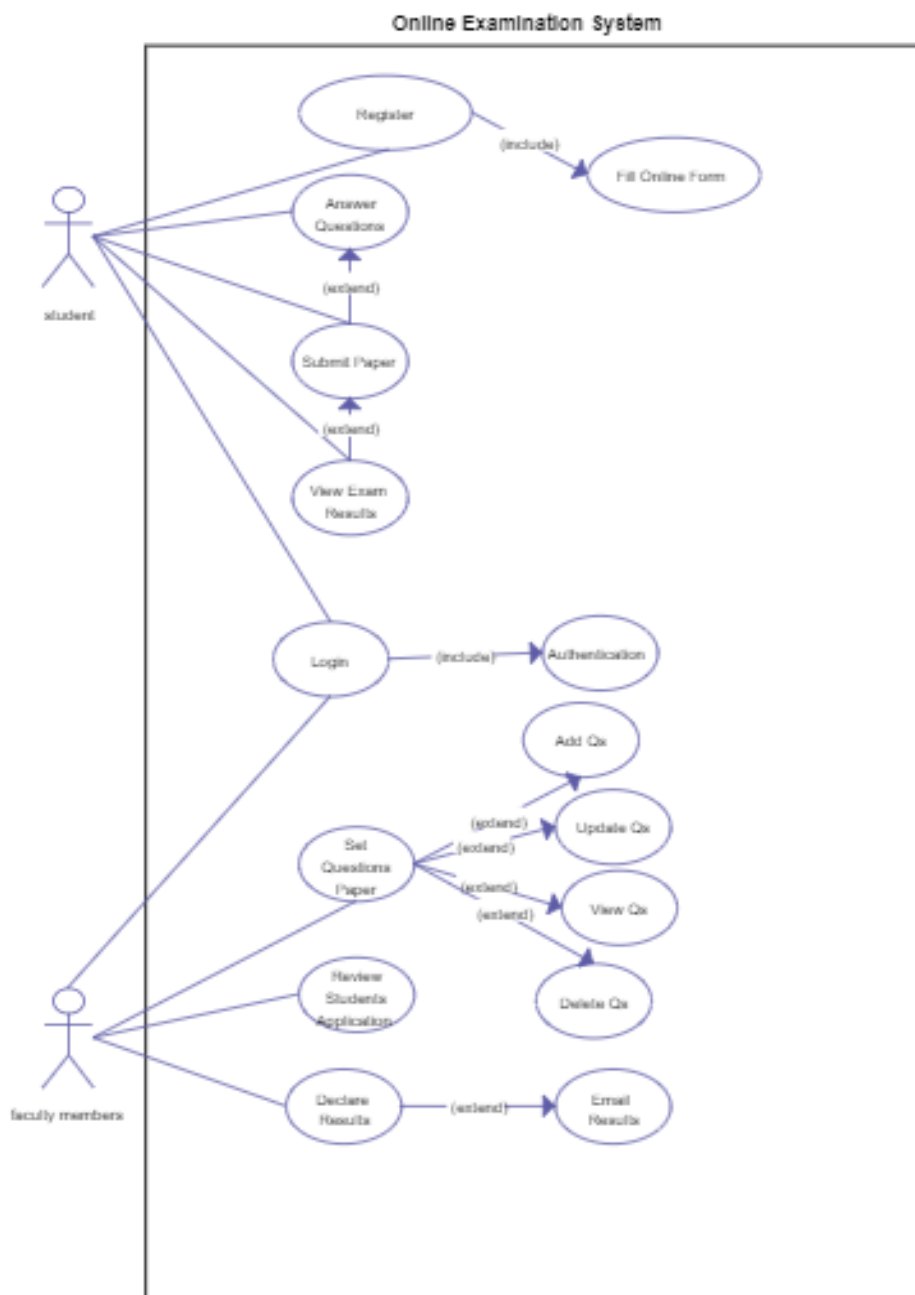 Online Examination System
Register
(include)
Fill Online Form
Answer
Questions
student
(extend)
Submit Paper
(extend)
View Exam
Results
Login
(include)
Authentication
Add Qs
(extend)
Update Qs
(extend)
Set
Questions
Paper
(extend)
View Qs
(extend)
Review
Students
Application
Delete Qs
faculty members
Declare
Results
(extend)
Email
Results